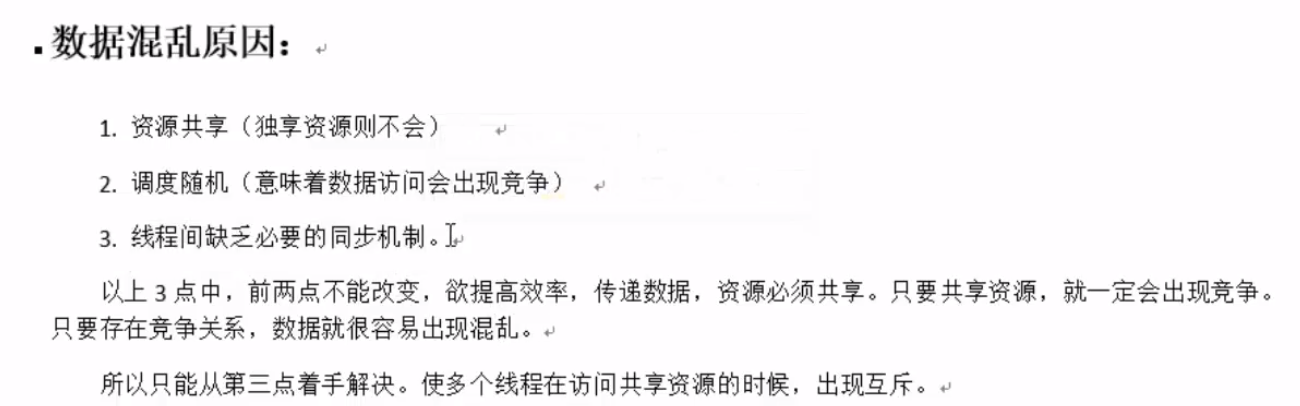 数据混乱原因：
1. 资源共享（独享资源则不会）
2. 调度随机（意味着数据访问会出现竞争）
3. 线程间缺乏必要的同步机制。
以上 3 点中，前两点不能改变，欲提高效率，传递数据，资源必须共享。只要共享资源，就一定会出现竞争。
只要存在竞争关系，数据就很容易出现混乱。
所以只能从第三点着手解决。使多个线程在访问共享资源的时候，出现互斥。